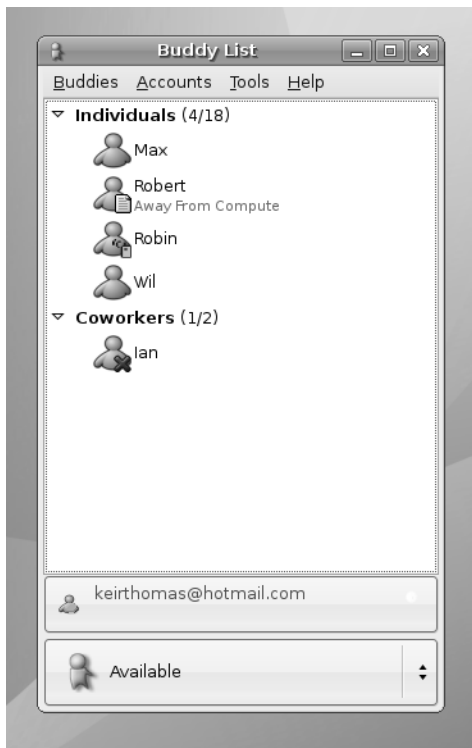 Buddy List
Buddies Accounts Tools Help
Individuals (4/18)
Max
Robert
Away From Compute
Robin
Wil
Coworkers (1/2)
Ian
keirthomas@hotmail.com
Available